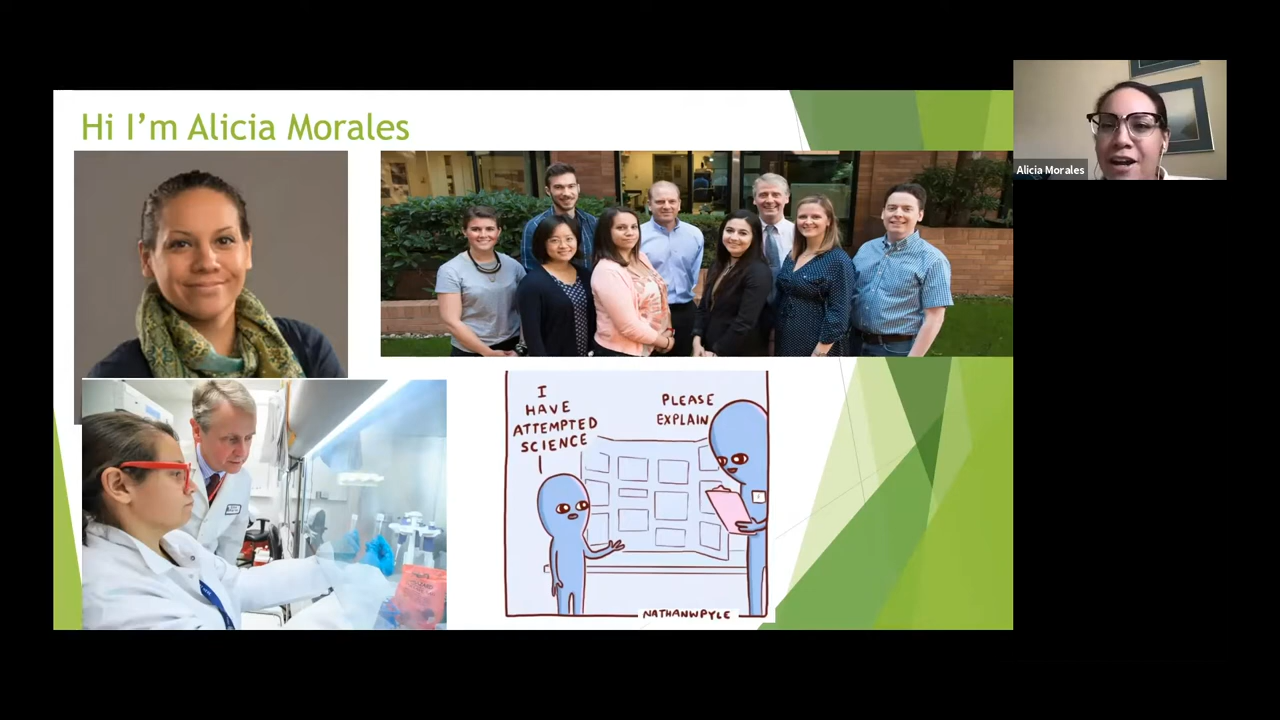 Hi I'm Alicia Morales
Alicia Morales
I
HAVE
ATTEMPTED
SCIENCE
PLEASE
EXPLAIN
NATHANWPYLE